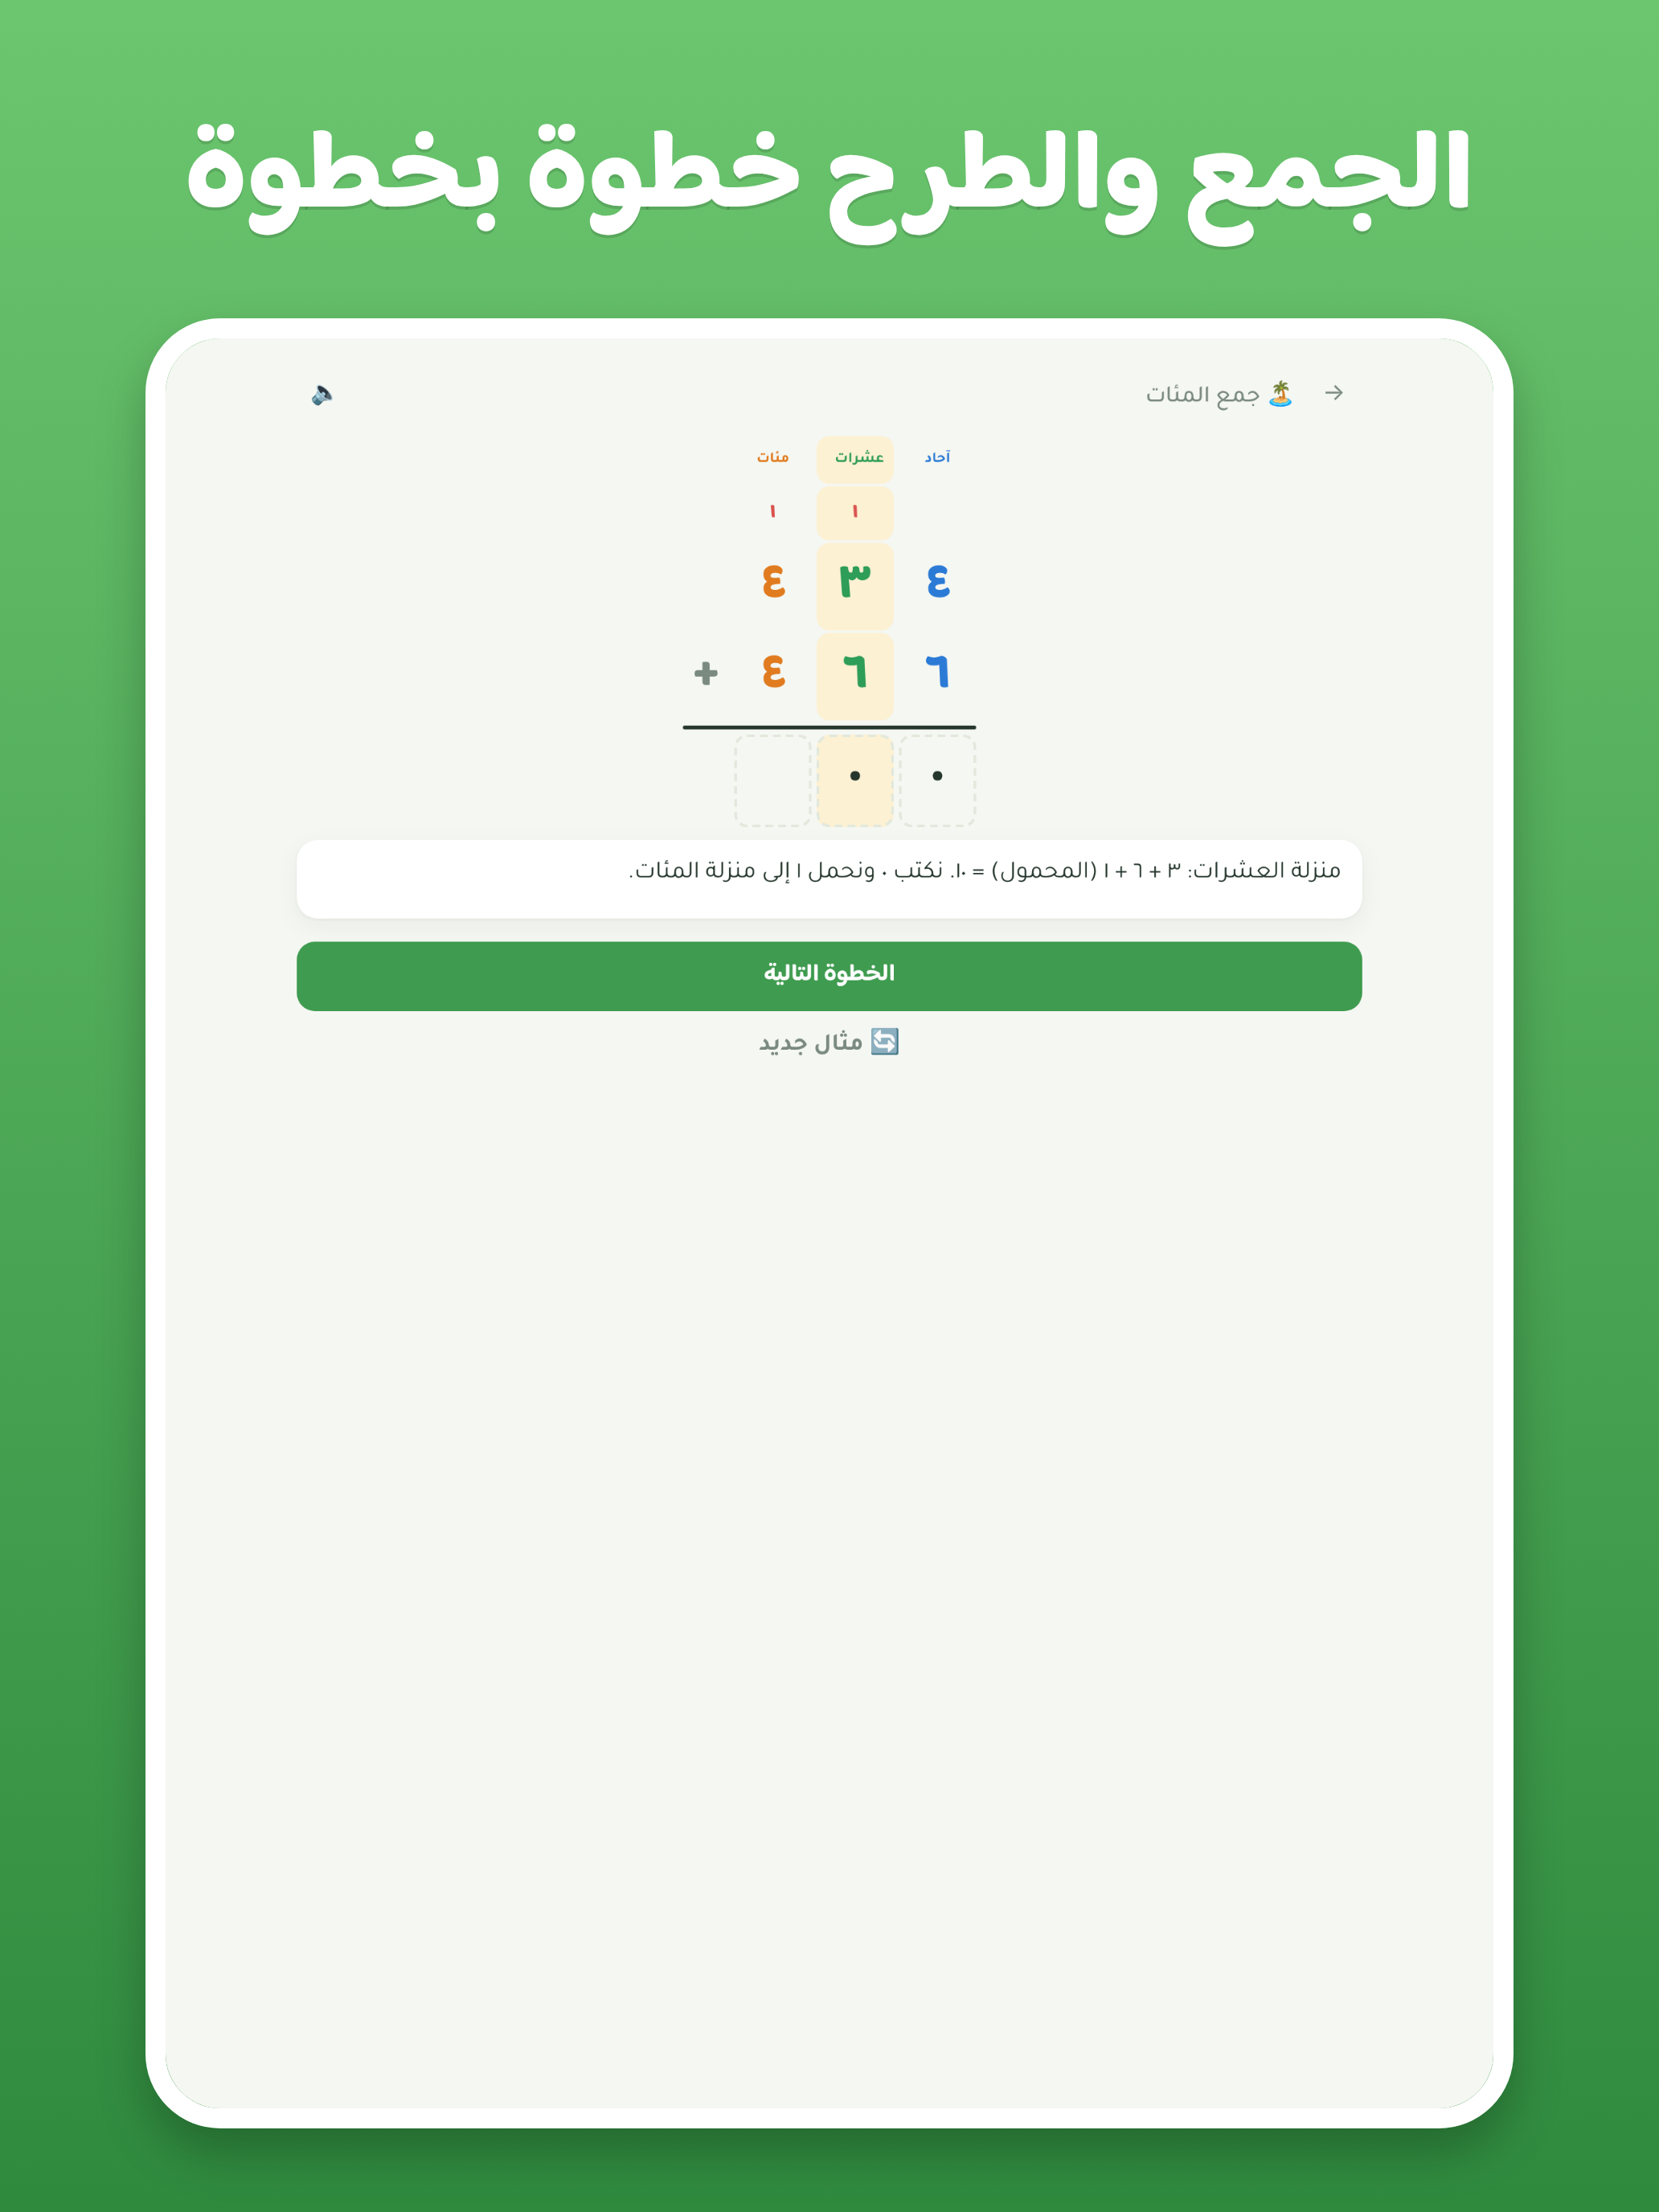 الجمع والطرح خطوة بخطوة
→ 🏝️ جمع المئات 🔈
آحاد عشرات مئات
١ ١
٤ ٣ ٤
٦ ٦ ٤ +
٠ ٠
منزلة العشرات: ٣ + ٦ + ١ (المحمول) = ١٠. نكتب ٠ ونحمل ١ إلى منزلة المئات.
الخطوة التالية
🔄 مثال جديد